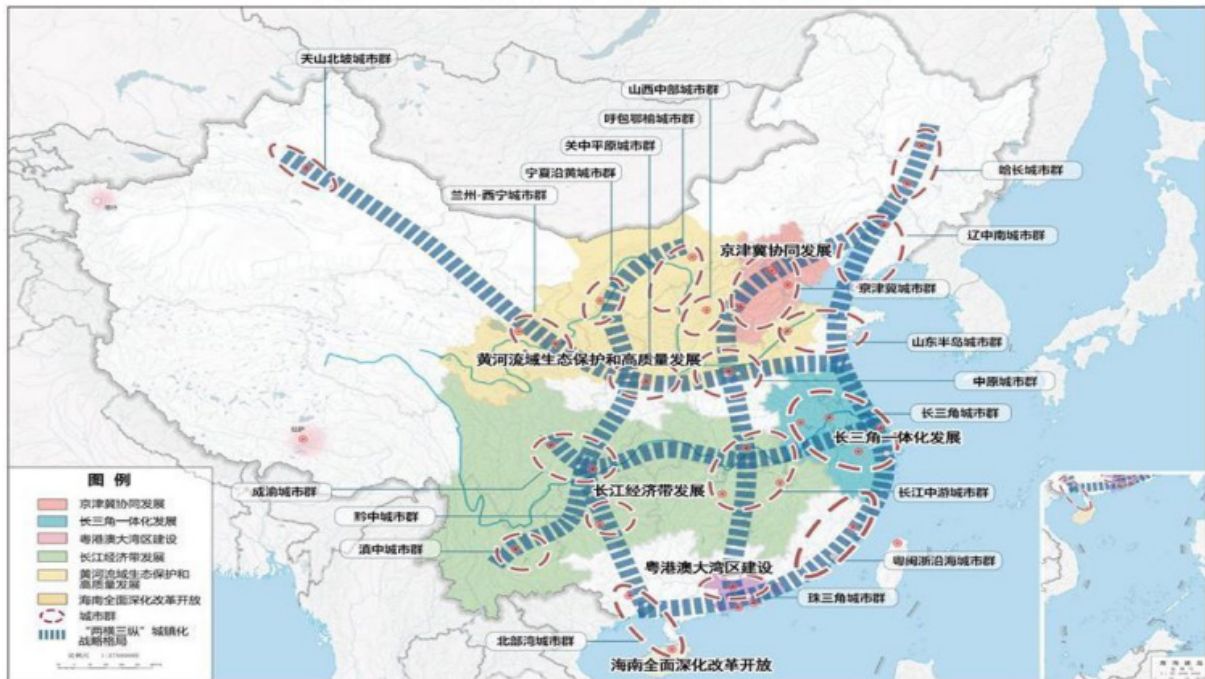 天山北坡城市群
山西中部城市群
呼包鄂榆城市群
关中平原城市群
宁夏沿黄城市群
兰州-西宁城市群
哈长城市群
辽中南城市群
京津冀协同发展
京津冀城市群
山东半岛城市群
黄河流域生态保护和高质量发展
中原城市群
长三角城市群
长三角一体化发展
成渝城市群
长江经济带发展
长江中游城市群
黔中城市群
滇中城市群
粤港澳大湾区建设
粤闽浙沿海城市群
珠三角城市群
北部湾城市群
海南全面深化改革开放
图 例
京津冀协同发展
长三角一体化发展
粤港澳大湾区建设
长江经济带发展
黄河流域生态保护和
高质量发展
海南全面深化改革开放
城市群
“两横三纵”城镇化
战略格局